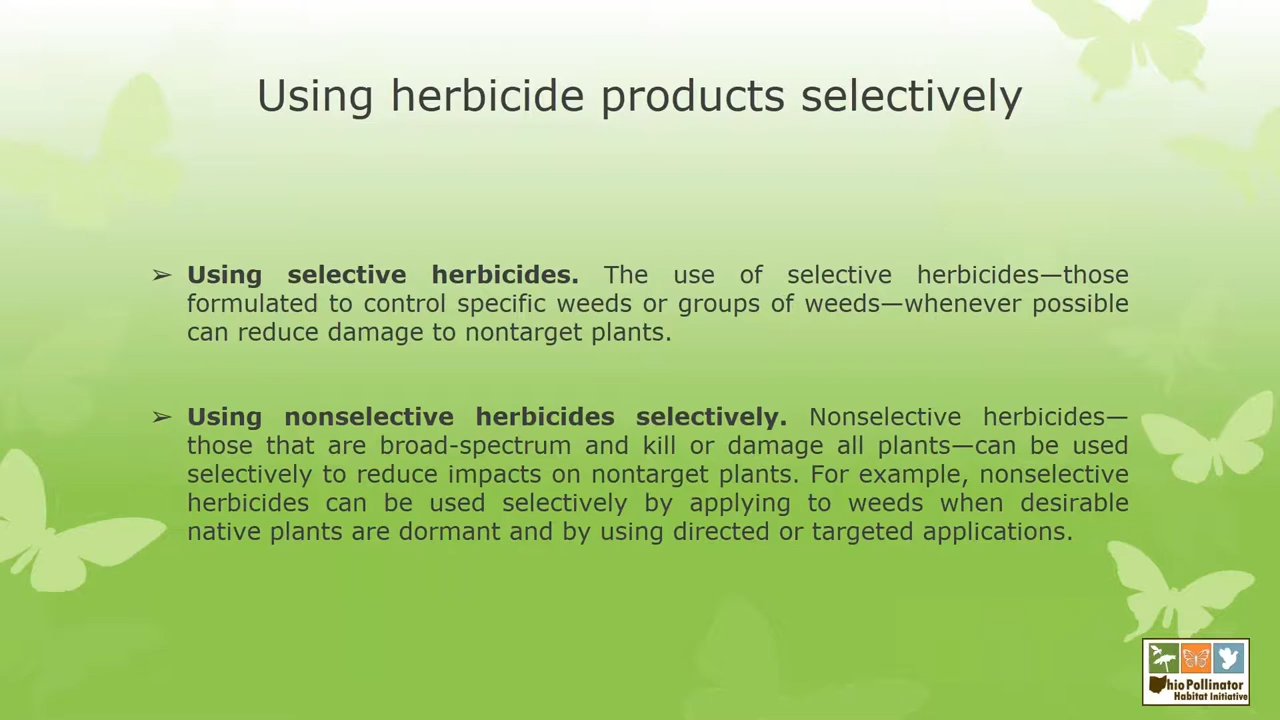 Using herbicide products selectively
➢ Using selective herbicides. The use of selective herbicides—those
formulated to control specific weeds or groups of weeds—whenever possible
can reduce damage to nontarget plants.
➢ Using nonselective herbicides selectively. Nonselective herbicides—
those that are broad-spectrum and kill or damage all plants—can be used
selectively to reduce impacts on nontarget plants. For example, nonselective
herbicides can be used selectively by applying to weeds when desirable
native plants are dormant and by using directed or targeted applications.
Ohio Pollinator
Habitat Initiative